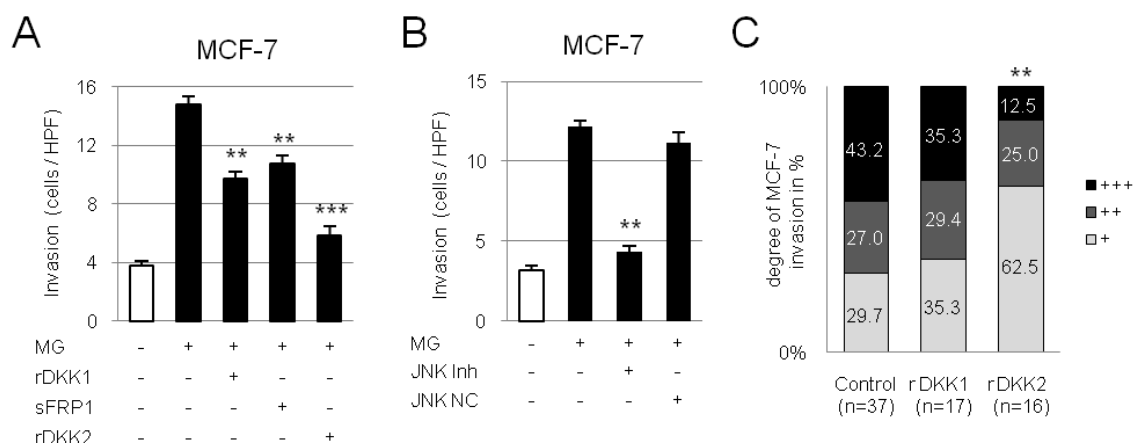 A
MCF-7
Invasion (cells / HPF)
16
12
8
4
0
**
**
***
MG - + + + +
rDKK1 - - + - -
sFRP1 - - - + -
rDKK2 - - - - +
B
MCF-7
Invasion (cells / HPF)
15
10
5
0
**
MG - + + +
JNK Inh - - + -
JNK NC - - - +
C
degree of MCF-7
invasion in %
100%
0%
**
43.2 35.3 12.5
27.0 29.4 25.0
29.7 35.3 62.5
Control rDKK1 rDKK2
(n=37) (n=17) (n=16)
+++
++
+